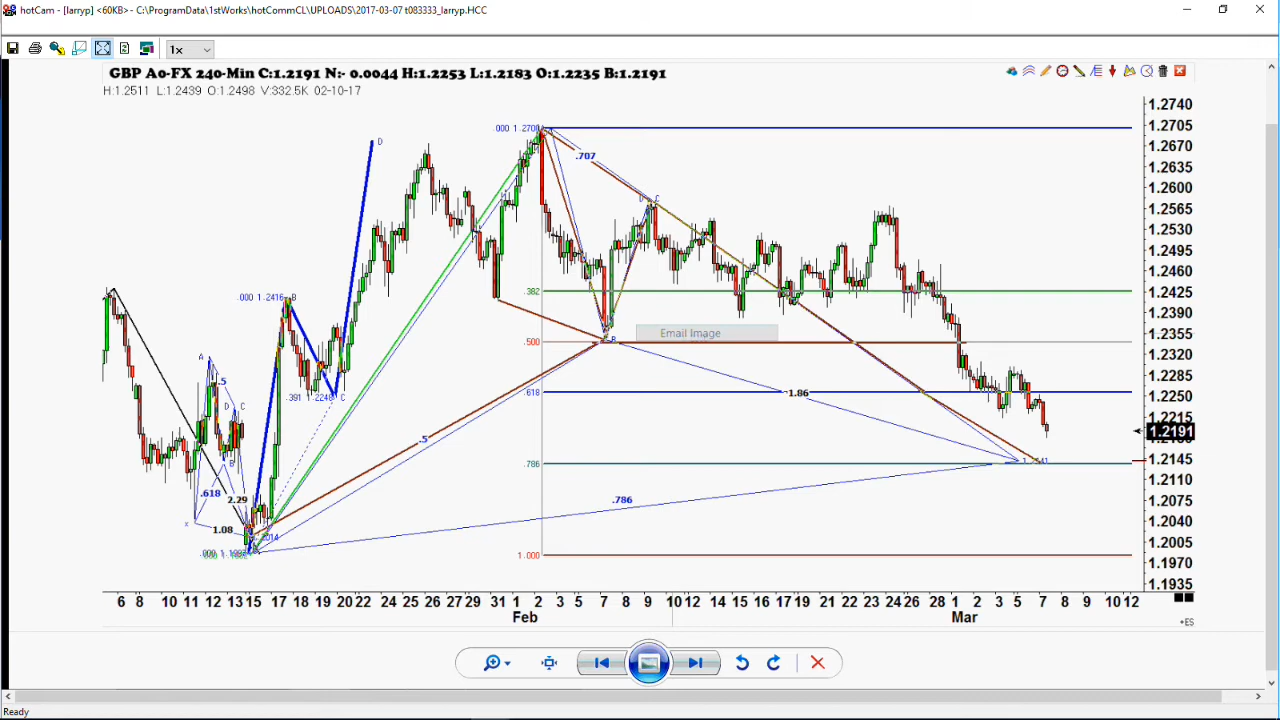 hotCam - [larryp] <60KB> - C:\ProgramData\1stWorks\hotCommCL\UPLOADS\2017-03-07 t083333_larryp.HCC
1x
GBP A0-FX 240-Min C:1.2191 N:- 0.0044 H:1.2253 L:1.2183 O:1.2235 B:1.2191
H:1.2511 L:1.2439 O:1.2498 V:332.5K 02-10-17
1.2740
.000 1.270
1.2705
D
.707
1.2670
1.2635
D C
1.2600
1.2565
1.2530
1.2495
1.2460
.000 1.2416 B
.382
1.2425
1.2390
Email Image
.500
B
1.2355
A
1.2320
.5
1.2285
.391 1.2248 C
.618
1.86
1.2250
D C
1.2215
.5
1.2191
B
.786
1.2145
.618
2.29
.786
1.2110
1.2075
x
1.08
1.2040
1.2005
1.000
1.1970
1.1935
6 8 10 11 12 13 15 17 18 19 20 22 24 25 26 27 29 31 1 2 3 5 7 8 9 10 12 14 15 16 17 19 21 22 23 24 26 28 1 2 3 5 7 8 9 10 12
Feb
Mar
+ES
Ready